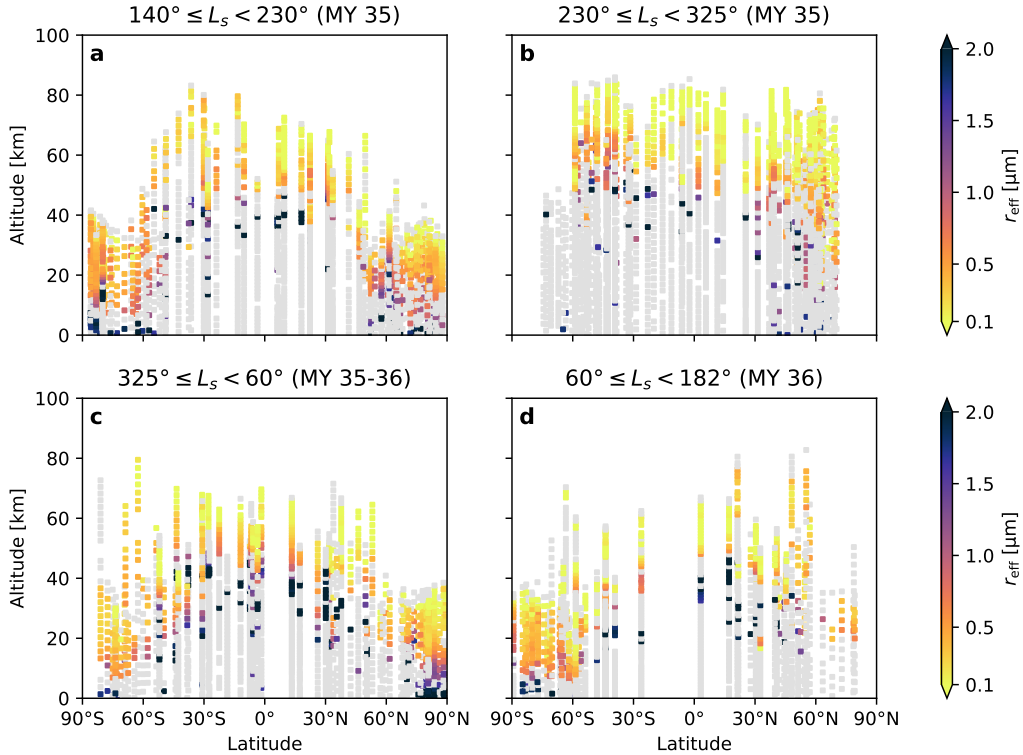 140° ≤ Ls < 230° (MY 35)
230° ≤ Ls < 325° (MY 35)
a
b
100
80
60
40
20
0
Altitude [km]
2.0
1.5
1.0
0.5
0.1
reff [μm]
325° ≤ Ls < 60° (MY 35-36)
60° ≤ Ls < 182° (MY 36)
c
d
100
80
60
40
20
0
Altitude [km]
90°S 60°S 30°S 0° 30°N 60°N 90°N
Latitude
90°S 60°S 30°S 0° 30°N 60°N 90°N
Latitude
2.0
1.5
1.0
0.5
0.1
reff [μm]